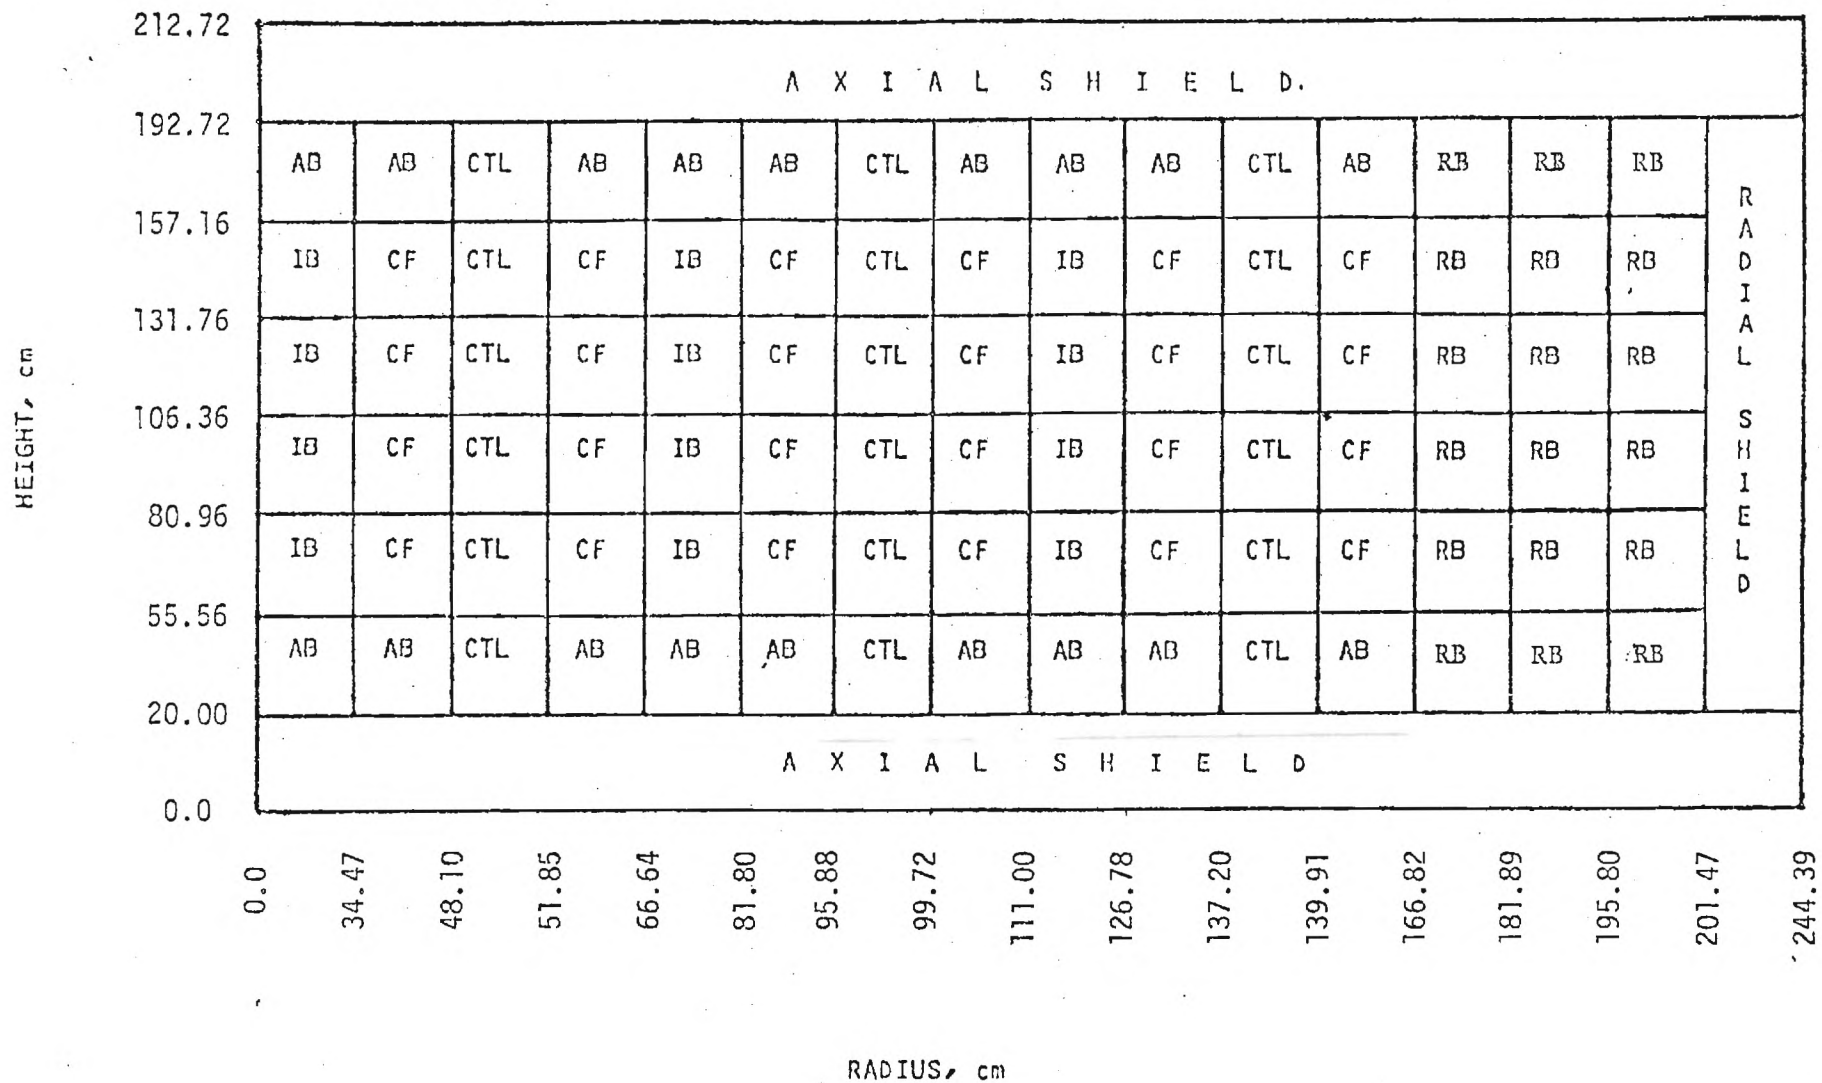 212.72
A X I A L S H I E L D.
192.72
AB AB CTL AB AB AB CTL AB AB AB CTL AB RB RB RB
157.16
IB CF CTL CF IB CF CTL CF IB CF CTL CF RB RB RB
131.76
IB CF CTL CF IB CF CTL CF IB CF CTL CF RB RB RB
106.36
IB CF CTL CF IB CF CTL CF IB CF CTL CF RB RB RB
80.96
IB CF CTL CF IB CF CTL CF IB CF CTL CF RB RB RB
55.56
AB AB CTL AB AB AB CTL AB AB AB CTL AB RB RB RB
20.00
A X I A L S H I E L D
0.0
R A D I A L S H I E L D
HEIGHT, cm
0.0 34.47 48.10 51.85 66.64 81.80 95.88 99.72 111.00 126.78 137.20 139.91 166.82 181.89 195.80 201.47 244.39
RADIUS, cm